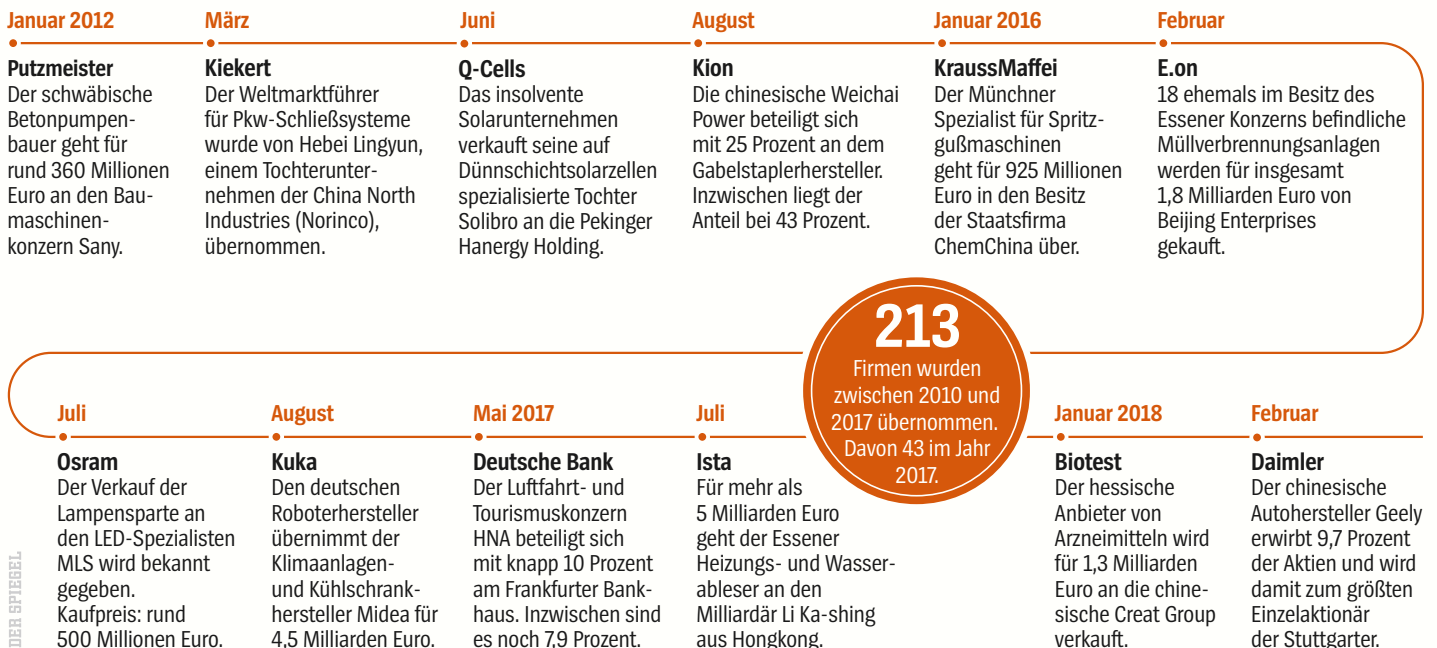 Januar 2012
Putzmeister
Der schwäbische
Betonpumpen-
bauer geht für
rund 360 Millionen
Euro an den Bau-
maschinen-
konzern Sany.
März
Kiekert
Der Weltmarktführer
für Pkw-Schließsysteme
wurde von Hebei Lingyun,
einem Tochterunter-
nehmen der China North
Industries (Norinco),
übernommen.
Juni
Q-Cells
Das insolvente
Solarunternehmen
verkauft seine auf
Dünnschichtsolarzellen
spezialisierte Tochter
Solibro an die Pekinger
Hanergy Holding.
August
Kion
Die chinesische Weichai
Power beteiligt sich
mit 25 Prozent an dem
Gabelstaplerhersteller.
Inzwischen liegt der
Anteil bei 43 Prozent.
Januar 2016
KraussMaffei
Der Münchner
Spezialist für Spritz-
gußmaschinen
geht für 925 Millionen
Euro in den Besitz
der Staatsfirma
ChemChina über.
Februar
E.on
18 ehemals im Besitz des
Essener Konzerns befindliche
Müllverbrennungsanlagen
werden für insgesamt
1,8 Milliarden Euro von
Beijing Enterprises
gekauft.
213
Firmen wurden
zwischen 2010 und
2017 übernommen.
Davon 43 im Jahr
2017.
Juli
Osram
Der Verkauf der
Lampensparte an
den LED-Spezialisten
MLS wird bekannt
gegeben.
Kaufpreis: rund
500 Millionen Euro.
August
Kuka
Den deutschen
Roboterhersteller
übernimmt der
Klimaanlagen-
und Kühlschrank-
hersteller Midea für
4,5 Milliarden Euro.
Mai 2017
Deutsche Bank
Der Luftfahrt- und
Tourismuskonzern
HNA beteiligt sich
mit knapp 10 Prozent
am Frankfurter Bank-
haus. Inzwischen sind
es noch 7,9 Prozent.
Juli
Ista
Für mehr als
5 Milliarden Euro
geht der Essener
Heizungs- und Wasser-
ableser an den
Milliardär Li Ka-shing
aus Hongkong.
Januar 2018
Biotest
Der hessische
Anbieter von
Arzneimitteln wird
für 1,3 Milliarden
Euro an die chine-
sische Creat Group
verkauft.
Februar
Daimler
Der chinesische
Autohersteller Geely
erwirbt 9,7 Prozent
der Aktien und wird
damit zum größten
Einzelaktionär
der Stuttgarter.
DER SPIEGEL